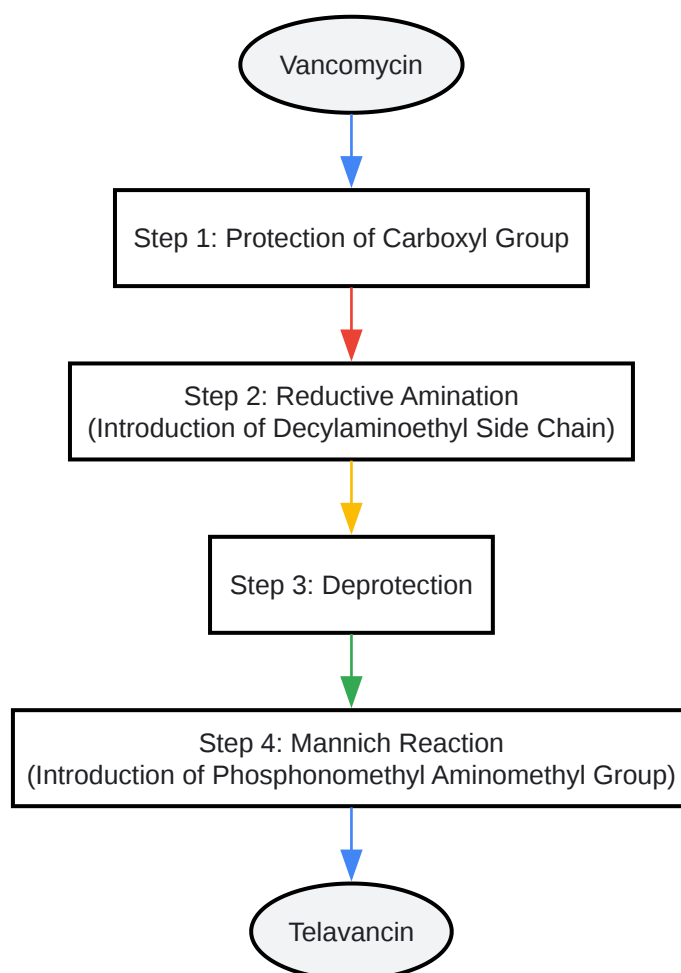 Vancomycin
Step 1: Protection of Carboxyl Group
Step 2: Reductive Amination
(Introduction of Decylaminoethyl Side Chain)
Step 3: Deprotection
Step 4: Mannich Reaction
(Introduction of Phosphonomethyl Aminomethyl Group)
Telavancin